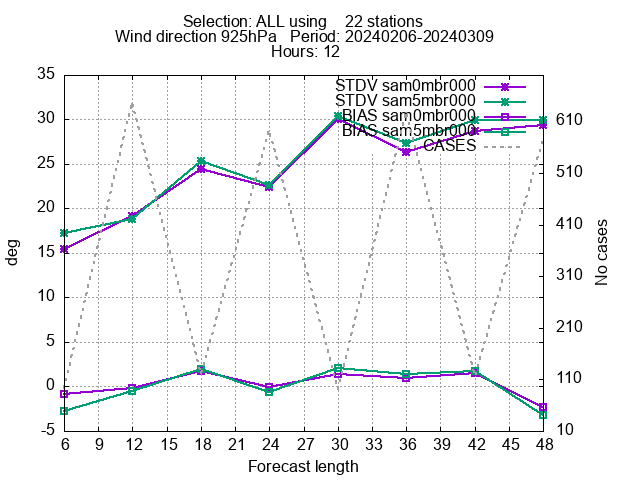 Selection: ALL using 22 stations
Wind direction 925hPa Period: 20240206-20240309
Hours: 12
STDV sam0mbr000
STDV sam5mbr000
BIAS sam0mbr000
BIAS sam5mbr000
CASES
deg
35
30
25
20
15
10
5
0
-5
No cases
610
510
410
310
210
110
10
6 9 12 15 18 21 24 27 30 33 36 39 42 45 48
Forecast length